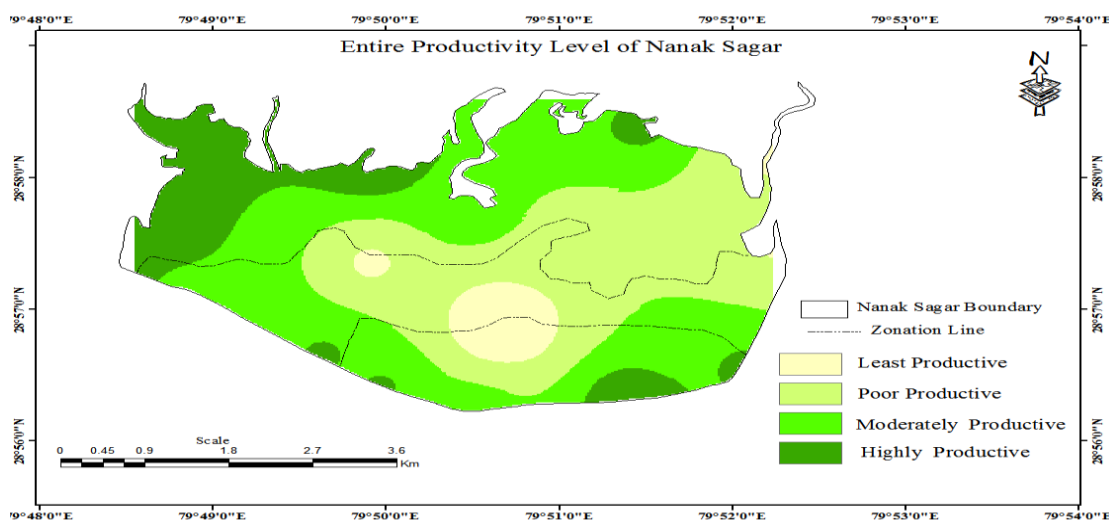 79°48'0"E 79°49'0"E 79°50'0"E 79°51'0"E 79°52'0"E 79°53'0"E 79°54'0"E
Entire Productivity Level of Nanak Sagar
N
28°58'0"N 28°58'0"N
28°57'0"N 28°57'0"N
Nanak Sagar Boundary
Zonation Line
Least Productive
Poor Productive
Moderately Productive
Highly Productive
28°56'0"N 28°56'0"N
Scale
0 0.45 0.9 1.8 2.7 3.6
Km
79°48'0"E 79°49'0"E 79°50'0"E 79°51'0"E 79°52'0"E 79°53'0"E 79°54'0"E